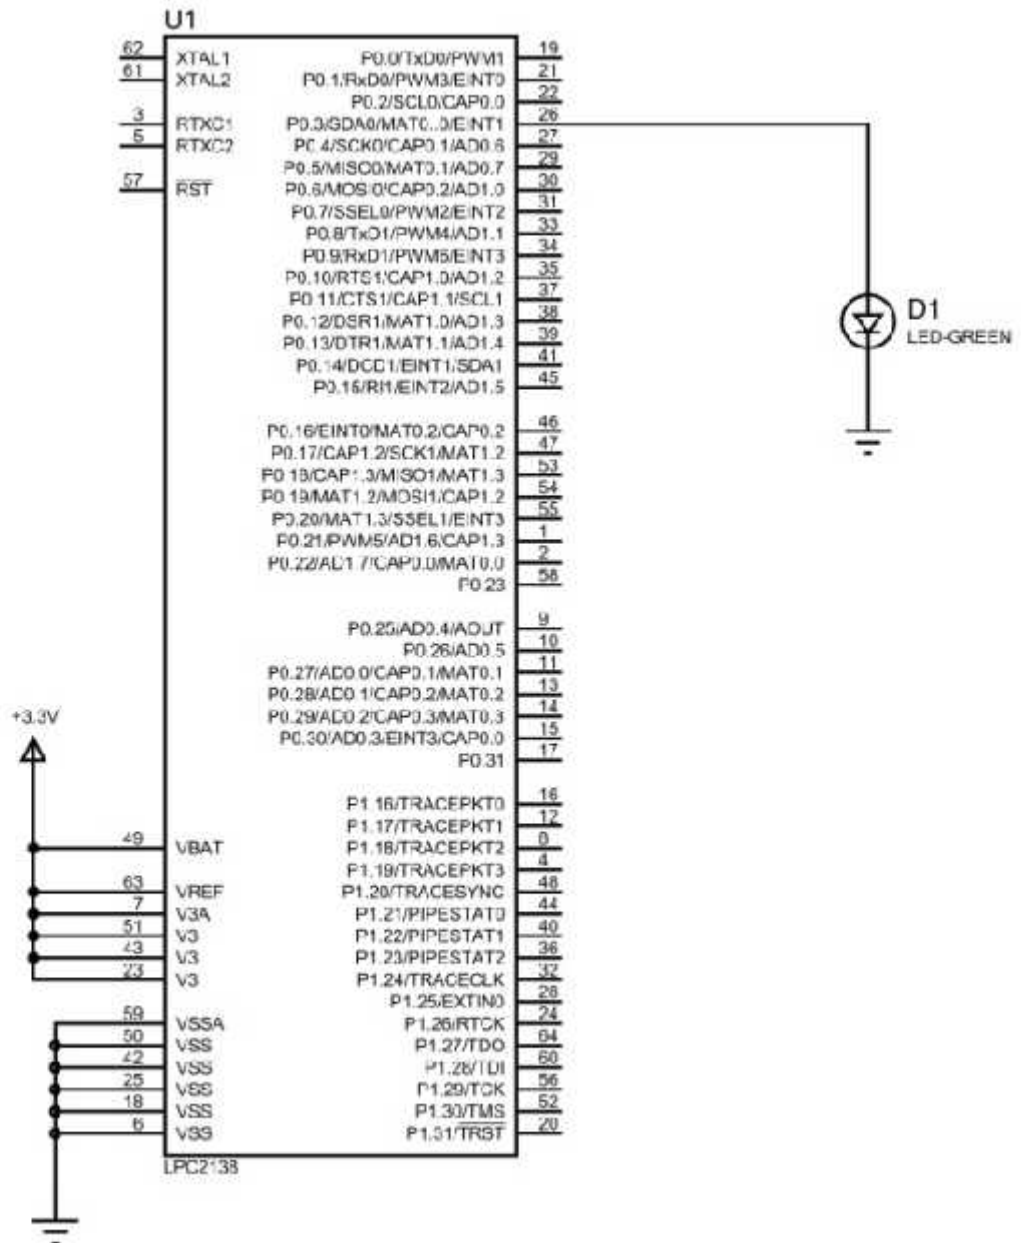 U1
62 XTAL1
61 XTAL2
3 RTXC1
5 RTXC2
57 RST
P0.0/TxD0/PWM1 19
P0.1/RxD0/PWM3/EINT0 21
P0.2/SCL0/CAP0.0 22
P0.3/SDA0/MAT0..0/EINT1 26
P0.4/SCK0/CAP0.1/AD0.6 27
P0.5/MISO0/MAT0.1/AD0.7 29
P0.6/MOSI0/CAP0.2/AD1.0 30
P0.7/SSEL0/PWM2/EINT2 31
P0.8/TxD1/PWM4/AD1.1 33
P0.9/RxD1/PWM6/EINT3 34
P0.10/RTS1/CAP1.0/AD1.2 35
P0.11/CTS1/CAP1.1/SCL1 37
P0.12/DSR1/MAT1.0/AD1.3 38
P0.13/DTR1/MAT1.1/AD1.4 39
P0.14/DCD1/EINT1/SDA1 41
P0.15/RI1/EINT2/AD1.5 45
P0.16/EINT0/MAT0.2/CAP0.2 46
P0.17/CAP1.2/SCK1/MAT1.2 47
P0.18/CAP1.3/MISO1/MAT1.3 53
P0.19/MAT1.2/MOSI1/CAP1.2 54
P0.20/MAT1.3/SSEL1/EINT3 55
P0.21/PWM5/AD1.6/CAP1.3 1
P0.22/AD1.7/CAP0.0/MAT0.0 2
P0.23 58
P0.25/AD0.4/AOUT 9
P0.26/AD0.5 10
P0.27/AD0.0/CAP0.1/MAT0.1 11
P0.28/AD0.1/CAP0.2/MAT0.2 13
P0.29/AD0.2/CAP0.3/MAT0.3 14
P0.30/AD0.3/EINT3/CAP0.0 15
P0.31 17
P1.16/TRACEPKT0 16
P1.17/TRACEPKT1 12
P1.18/TRACEPKT2 8
P1.19/TRACEPKT3 4
P1.20/TRACESYNC 48
P1.21/PIPESTAT0 44
P1.22/PIPESTAT1 40
P1.23/PIPESTAT2 36
P1.24/TRACECLK 32
P1.25/EXTIN0 28
P1.26/RTCK 24
P1.27/TDO 64
P1.28/TDI 60
P1.29/TCK 56
P1.30/TMS 52
P1.31/TRST 20
+3.3V
49 VBAT
63 VREF
7 V3A
51 V3
43 V3
23 V3
59 VSSA
50 VSS
42 VSS
25 VSS
18 VSS
6 VSS
LPC2138
D1
LED-GREEN